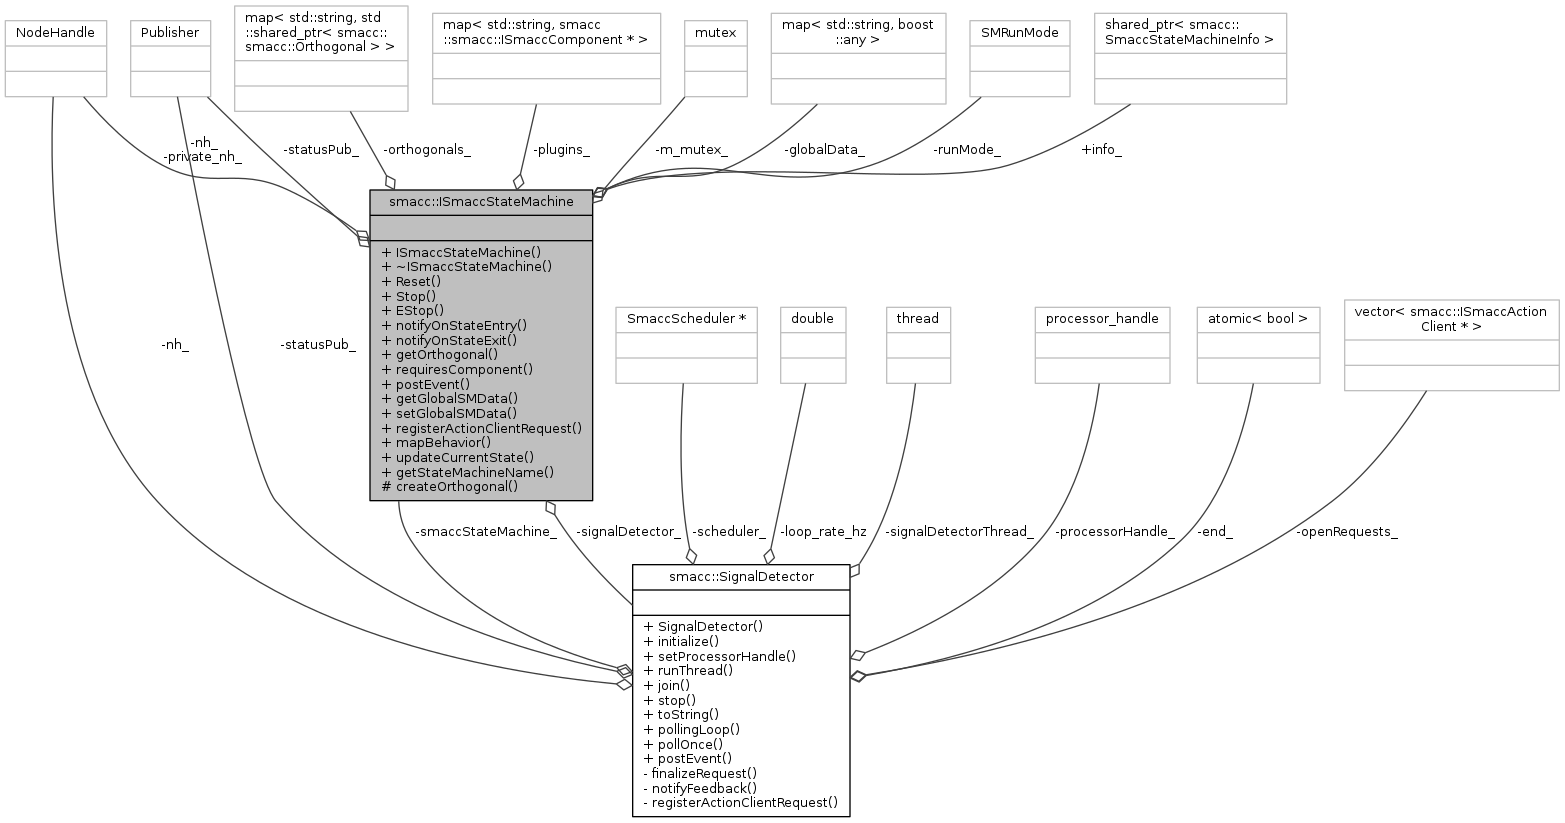 NodeHandle
Publisher
map< std::string, std
::shared_ptr< smacc::
smacc::Orthogonal > >
map< std::string, smacc
::smacc::ISmaccComponent * >
mutex
map< std::string, boost
::any >
SMRunMode
shared_ptr< smacc::
SmaccStateMachineInfo >
-nh_
-private_nh_
-statusPub_
-orthogonals_
-plugins_
-m_mutex_
-globalData_
-runMode_
+info_
smacc::ISmaccStateMachine
+ ISmaccStateMachine()
+ ~ISmaccStateMachine()
+ Reset()
+ Stop()
+ EStop()
+ notifyOnStateEntry()
+ notifyOnStateExit()
+ getOrthogonal()
+ requiresComponent()
+ postEvent()
+ getGlobalSMData()
+ setGlobalSMData()
+ registerActionClientRequest()
+ mapBehavior()
+ updateCurrentState()
+ getStateMachineName()
# createOrthogonal()
SmaccScheduler *
double
thread
processor_handle
atomic< bool >
vector< smacc::ISmaccAction
Client * >
-nh_
-statusPub_
-smaccStateMachine_
-signalDetector_
-scheduler_
-loop_rate_hz
-signalDetectorThread_
-processorHandle_
-end_
-openRequests_
smacc::SignalDetector
+ SignalDetector()
+ initialize()
+ setProcessorHandle()
+ runThread()
+ join()
+ stop()
+ toString()
+ pollingLoop()
+ pollOnce()
+ postEvent()
- finalizeRequest()
- notifyFeedback()
- registerActionClientRequest()